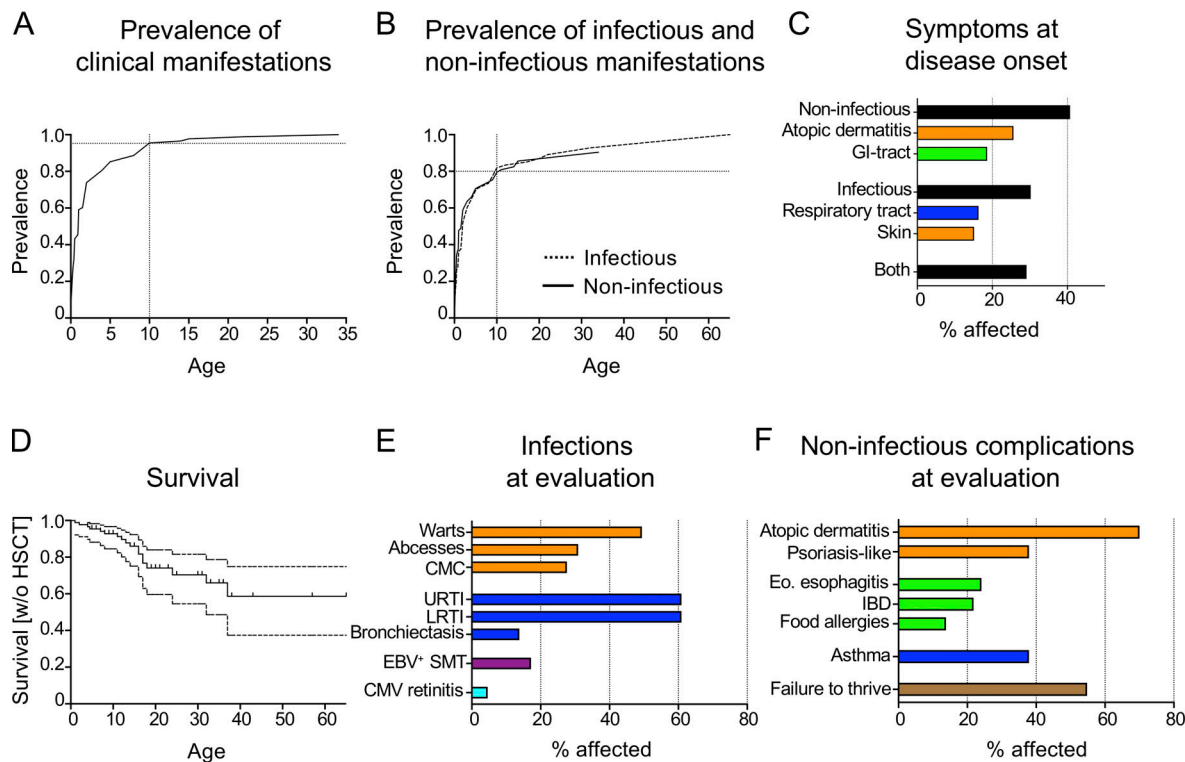 A
Prevalence of
clinical manifestations
Prevalence
1.0
0.8
0.6
0.4
0.2
0
0 5 10 15 20 25 30 35
Age
B
Prevalence of infectious and
non-infectious manifestations
Prevalence
1.0
0.8
0.6
0.4
0.2
0
Infectious
Non-infectious
0 10 20 30 40 50 60
Age
C
Symptoms at
disease onset
Non-infectious
Atopic dermatitis
GI-tract
Infectious
Respiratory tract
Skin
Both
0 20 40
% affected
D
Survival
Survival [w/o HSCT]
1.0
0.8
0.6
0.4
0.2
0
0 10 20 30 40 50 60
Age
E
Infections
at evaluation
Warts
Abcesses
CMC
URTI
LRTI
Bronchiectasis
EBV⁺ SMT
CMV retinitis
0 20 40 60 80
% affected
F
Non-infectious complications
at evaluation
Atopic dermatitis
Psoriasis-like
Eo. esophagitis
IBD
Food allergies
Asthma
Failure to thrive
0 20 40 60 80
% affected